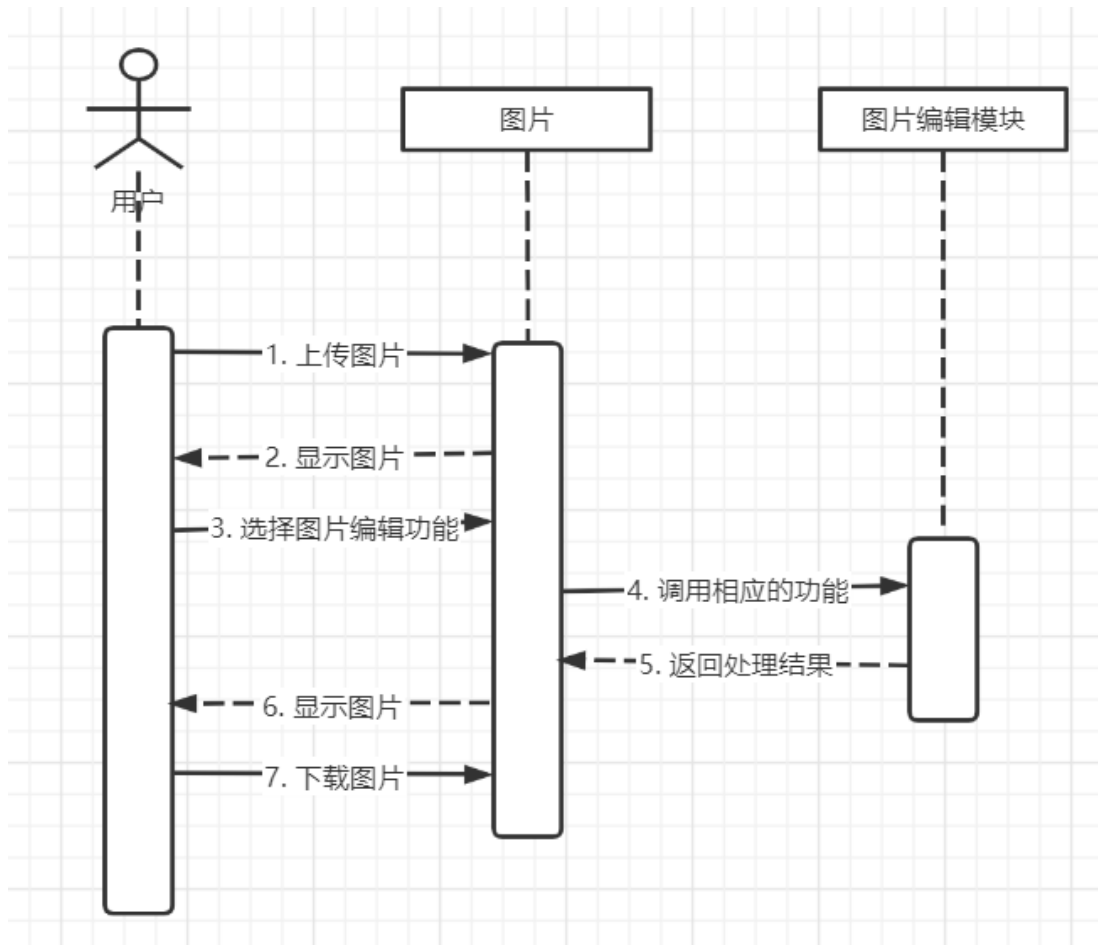 图片
图片编辑模块
用户
1. 上传图片
2. 显示图片
3. 选择图片编辑功能
4. 调用相应的功能
5. 返回处理结果
6. 显示图片
7. 下载图片